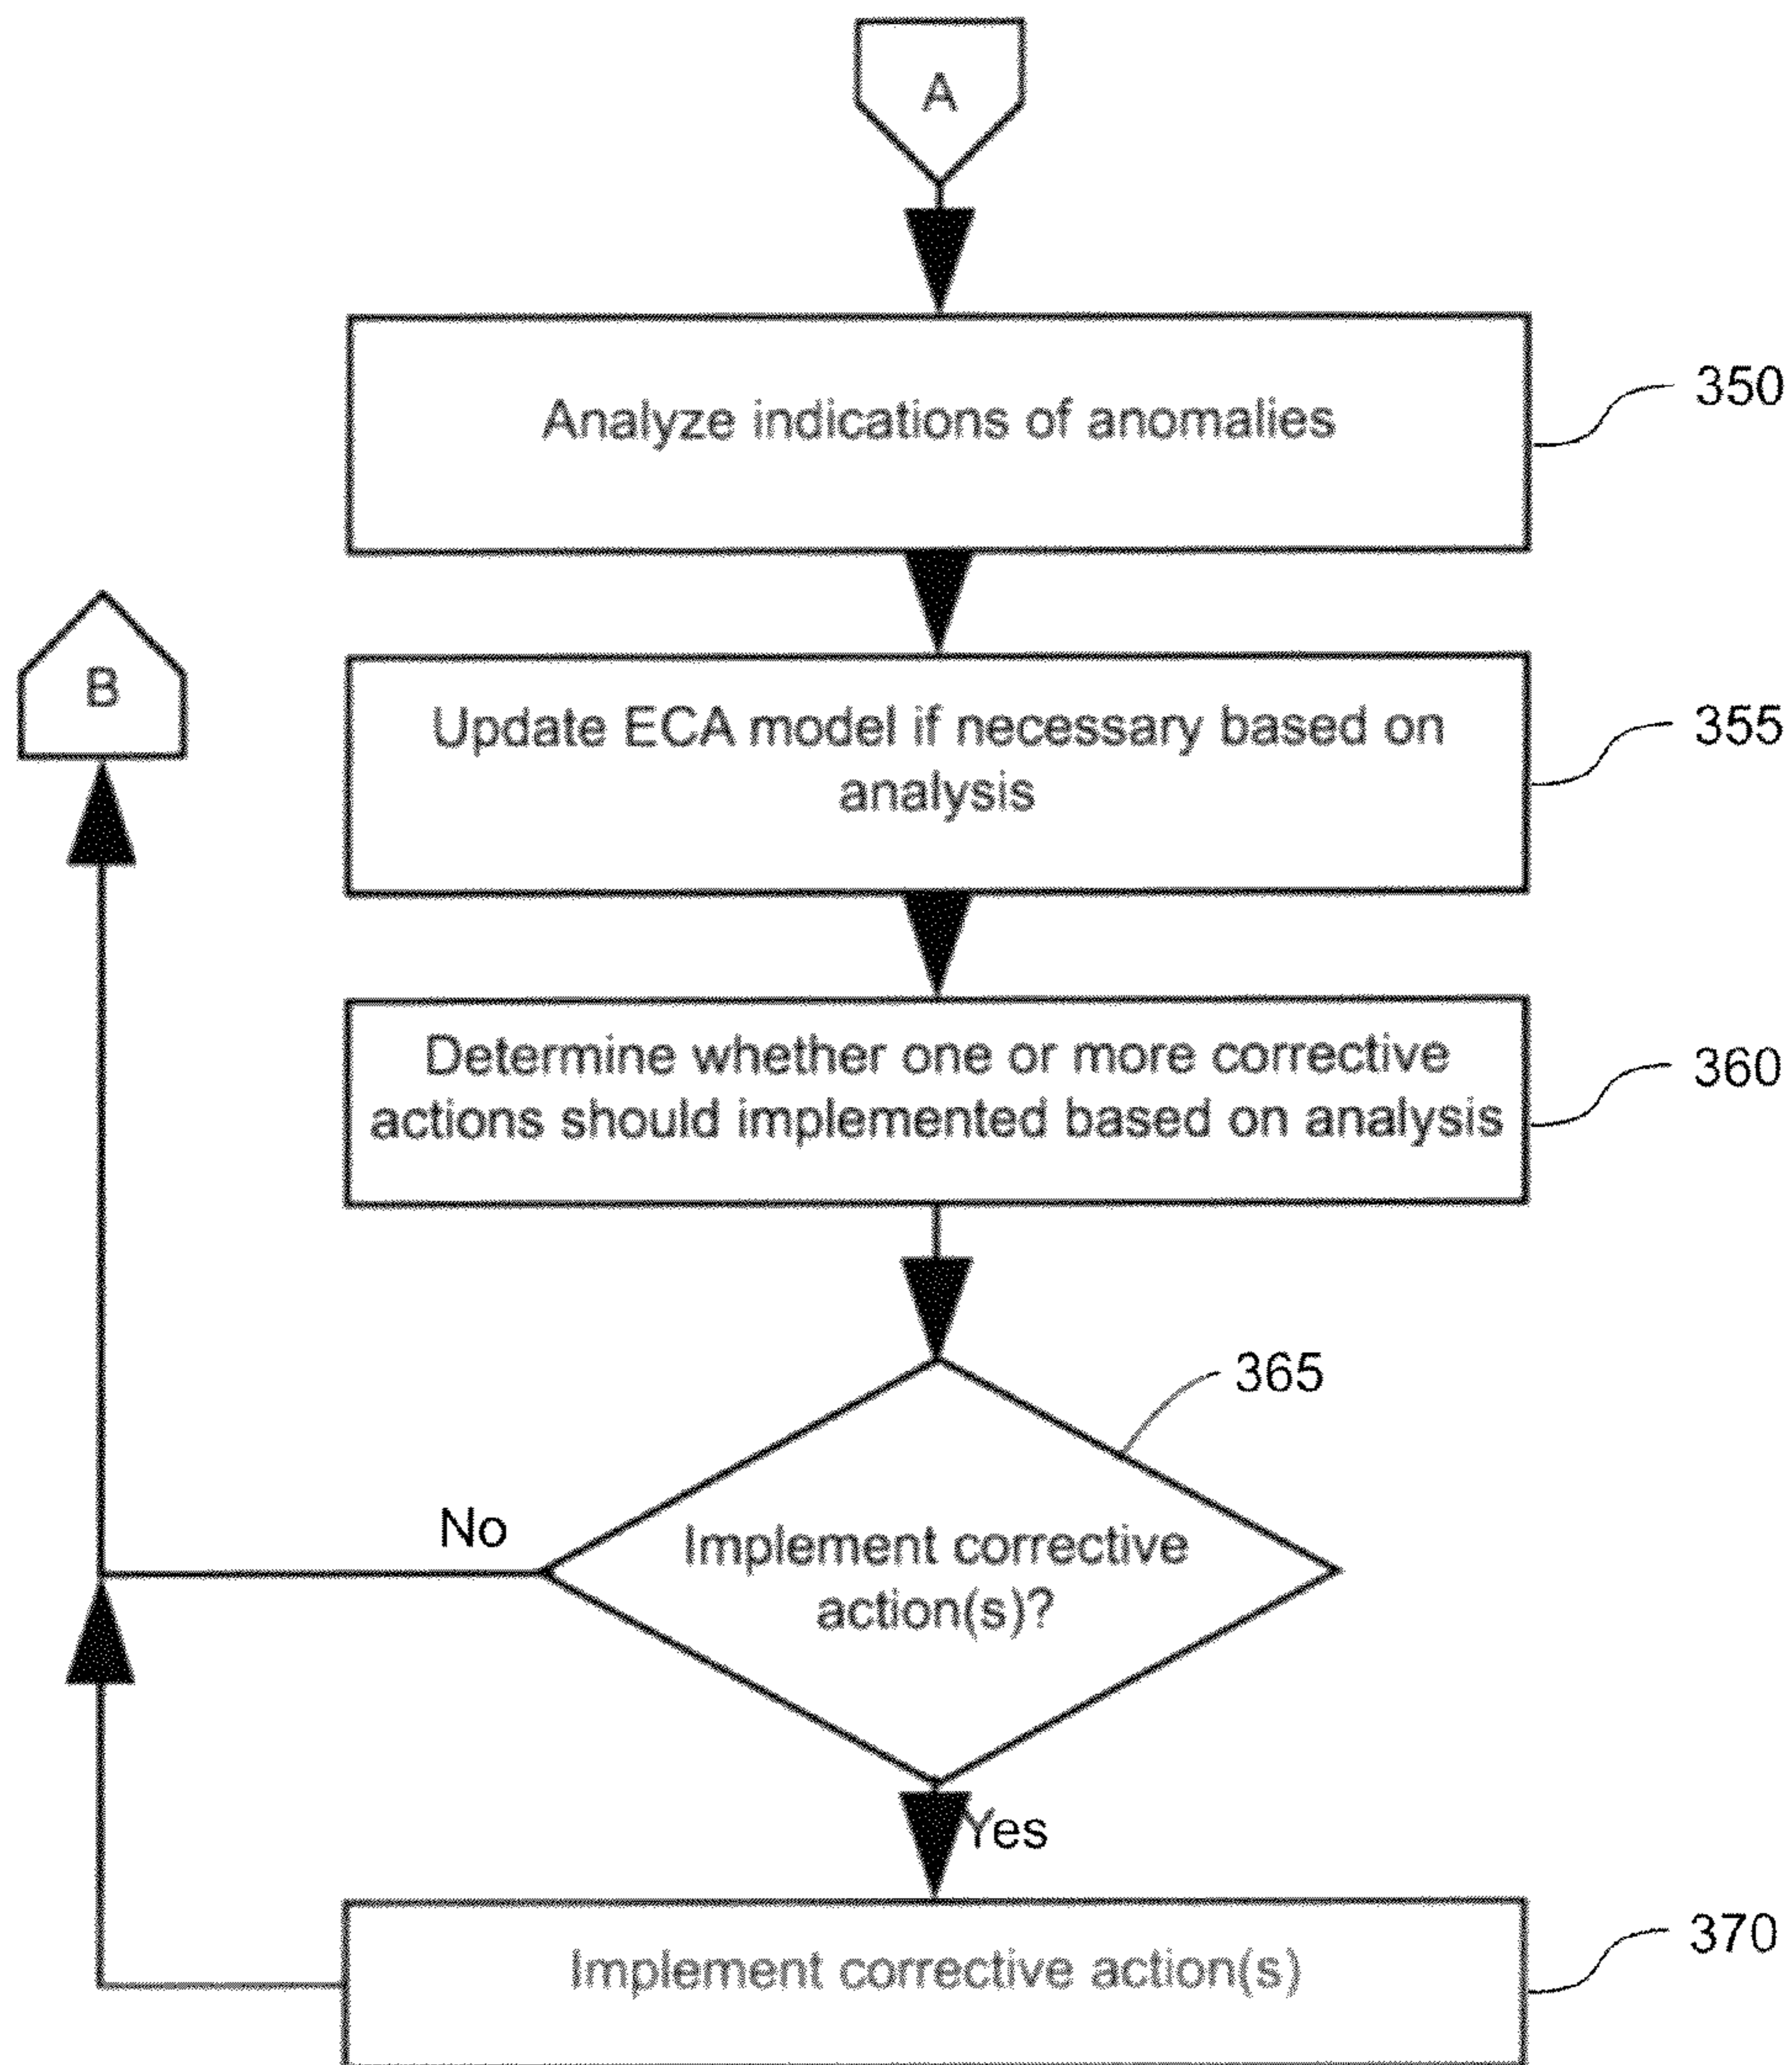 A
Analyze indications of anomalies
350
B
Update ECA model if necessary based on
analysis
355
Determine whether one or more corrective
actions should implemented based on analysis
360
365
No
Implement corrective
action(s)?
Yes
Implement corrective action(s)
370